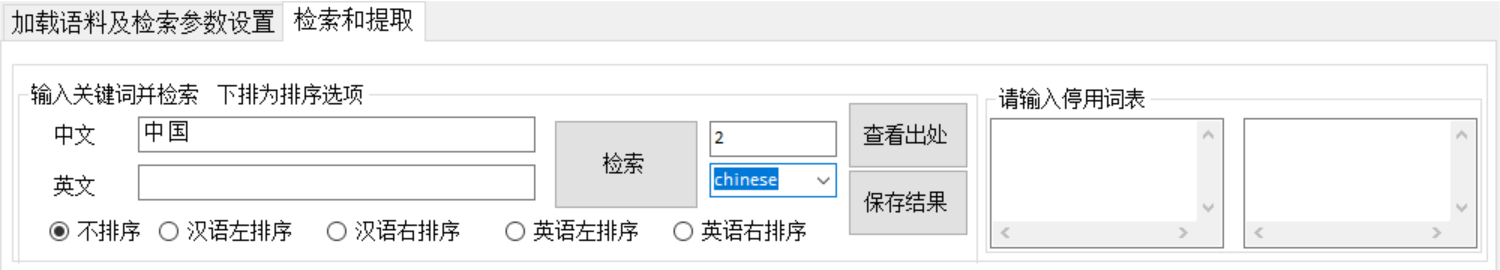 加载语料及检索参数设置 检索和提取
输入关键词并检索 下排为排序选项
中文 中国
英文
检索
2
chinese
查看出处
保存结果
不排序 汉语左排序 汉语右排序 英语左排序 英语右排序
请输入停用词表